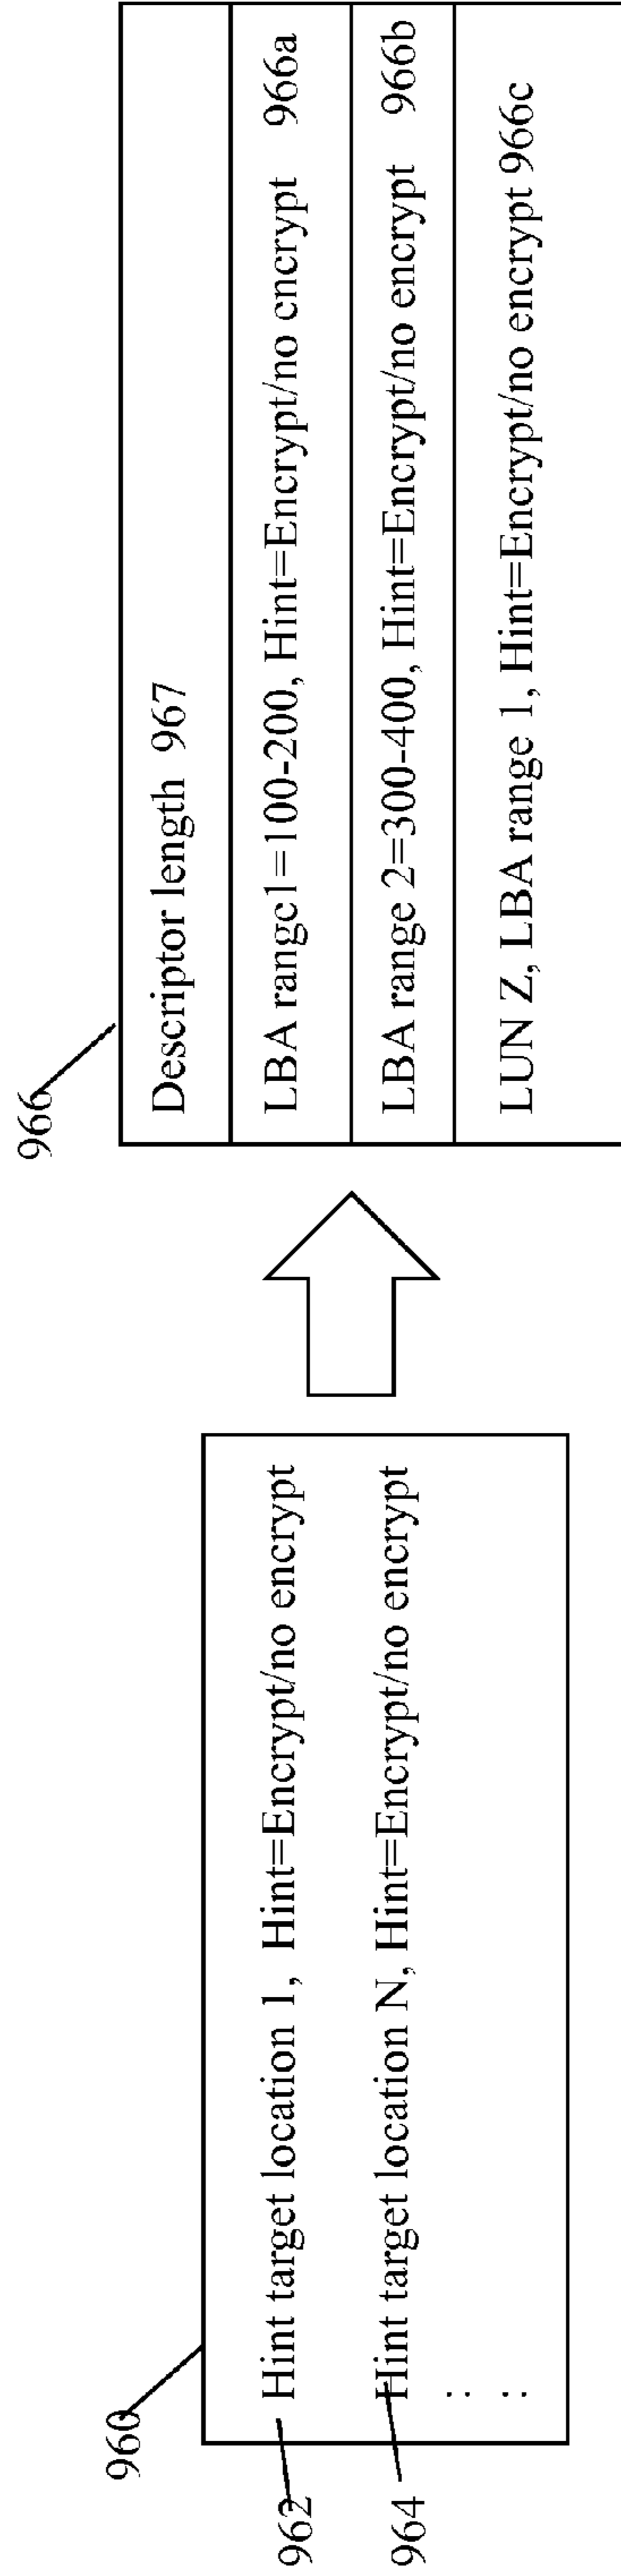 960
962
Hint target location 1, Hint=Encrypt/no encrypt
964
Hint target location N, Hint=Encrypt/no encrypt
: :
966
Descriptor length 967
LBA range1=100-200, Hint=Encrypt/no encrypt 966a
LBA range 2=300-400, Hint=Encrypt/no encrypt 966b
LUN Z, LBA range 1, Hint=Encrypt/no encrypt 966c